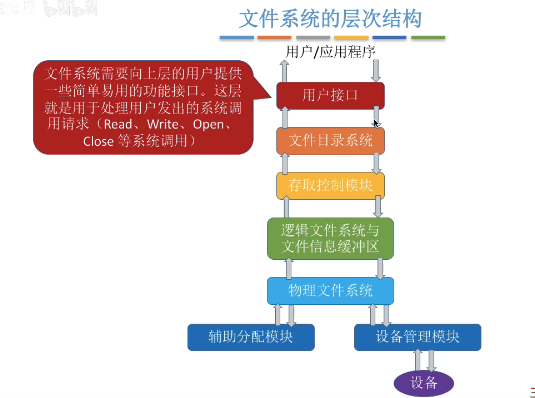 文件系统的层次结构
用户/应用程序
文件系统需要向上层的用户提供
一些简单易用的功能接口。这层
就是用于处理用户发出的系统调
用请求（Read、Write、Open、
Close 等系统调用）
用户接口
文件目录系统
存取控制模块
逻辑文件系统与
文件信息缓冲区
物理文件系统
辅助分配模块
设备管理模块
设备